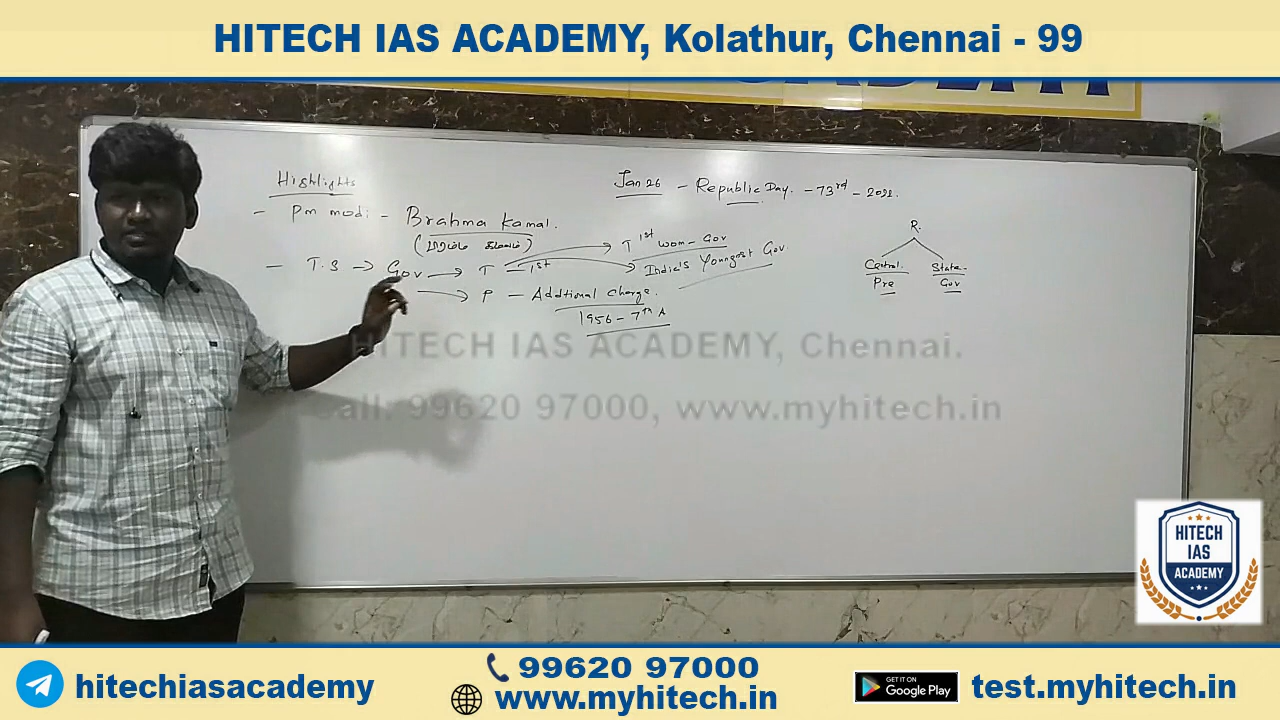 HITECH IAS ACADEMY, Kolathur, Chennai - 99
Highlights
Jan 26 - Republic Day. - 73rd - 2022.
- Pm modi - Brahma kamal.
(பிரம்ம கமலம்)
- T.S → Gov → T - 1st
→ T 1st wom - Gov
→ India's Youngest Gov
→ P - Addtional charge.
1956 - 7th A
R.
Central. State
Pre Gov
HITECH IAS ACADEMY, Chennai.
Call: 99620 97000, www.myhitech.in
HITECH
IAS
ACADEMY
hitechiasacademy
99620 97000
www.myhitech.in
GET IT ON
Google Play
test.myhitech.in